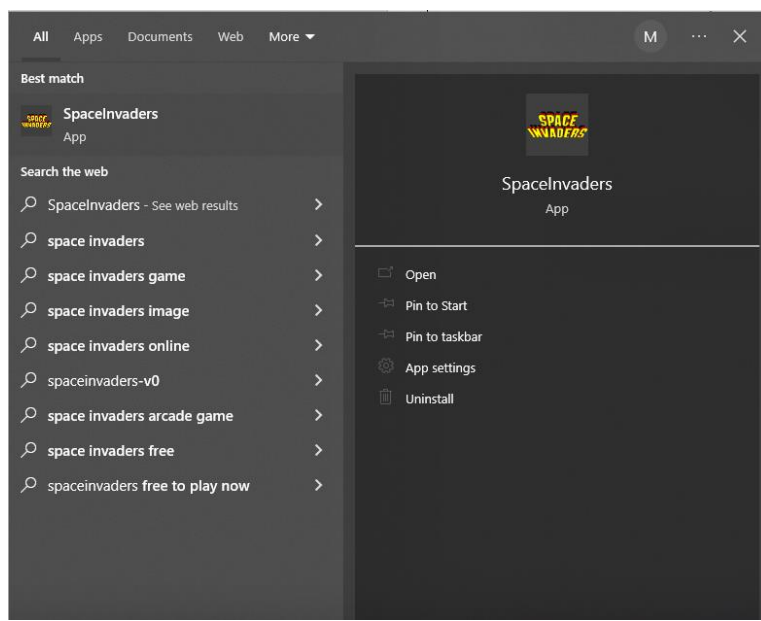 All Apps Documents Web More M ...
Best match
SpaceInvaders
App
Search the web
SpaceInvaders - See web results
space invaders
space invaders game
space invaders image
space invaders online
spaceinvaders-v0
space invaders arcade game
space invaders free
spaceinvaders free to play now
SPACE
INVADERS
SpaceInvaders
App
Open
Pin to Start
Pin to taskbar
App settings
Uninstall